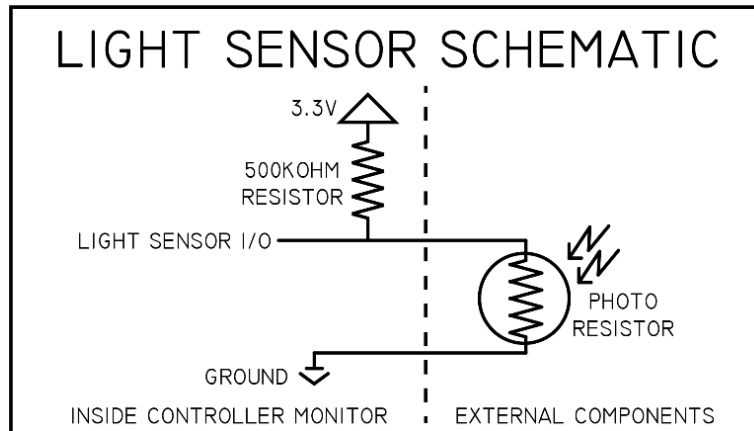 LIGHT SENSOR SCHEMATIC
3.3V
500KOHM
RESISTOR
LIGHT SENSOR I/O
PHOTO
RESISTOR
GROUND
INSIDE CONTROLLER MONITOR
EXTERNAL COMPONENTS